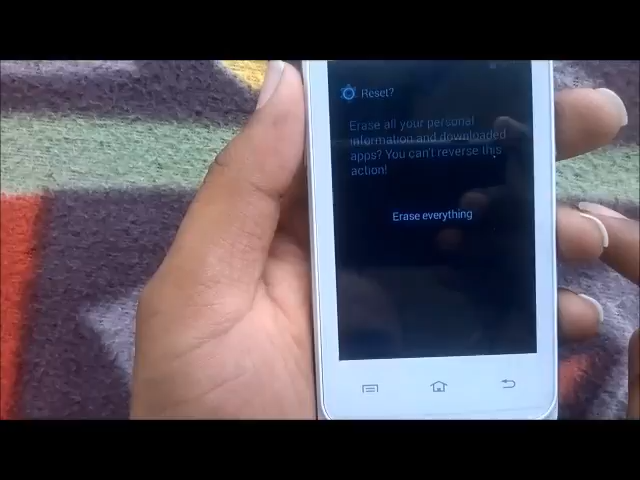 Reset?
Erase all your personal
information and downloaded
apps? You can't reverse this
action!
Erase everything